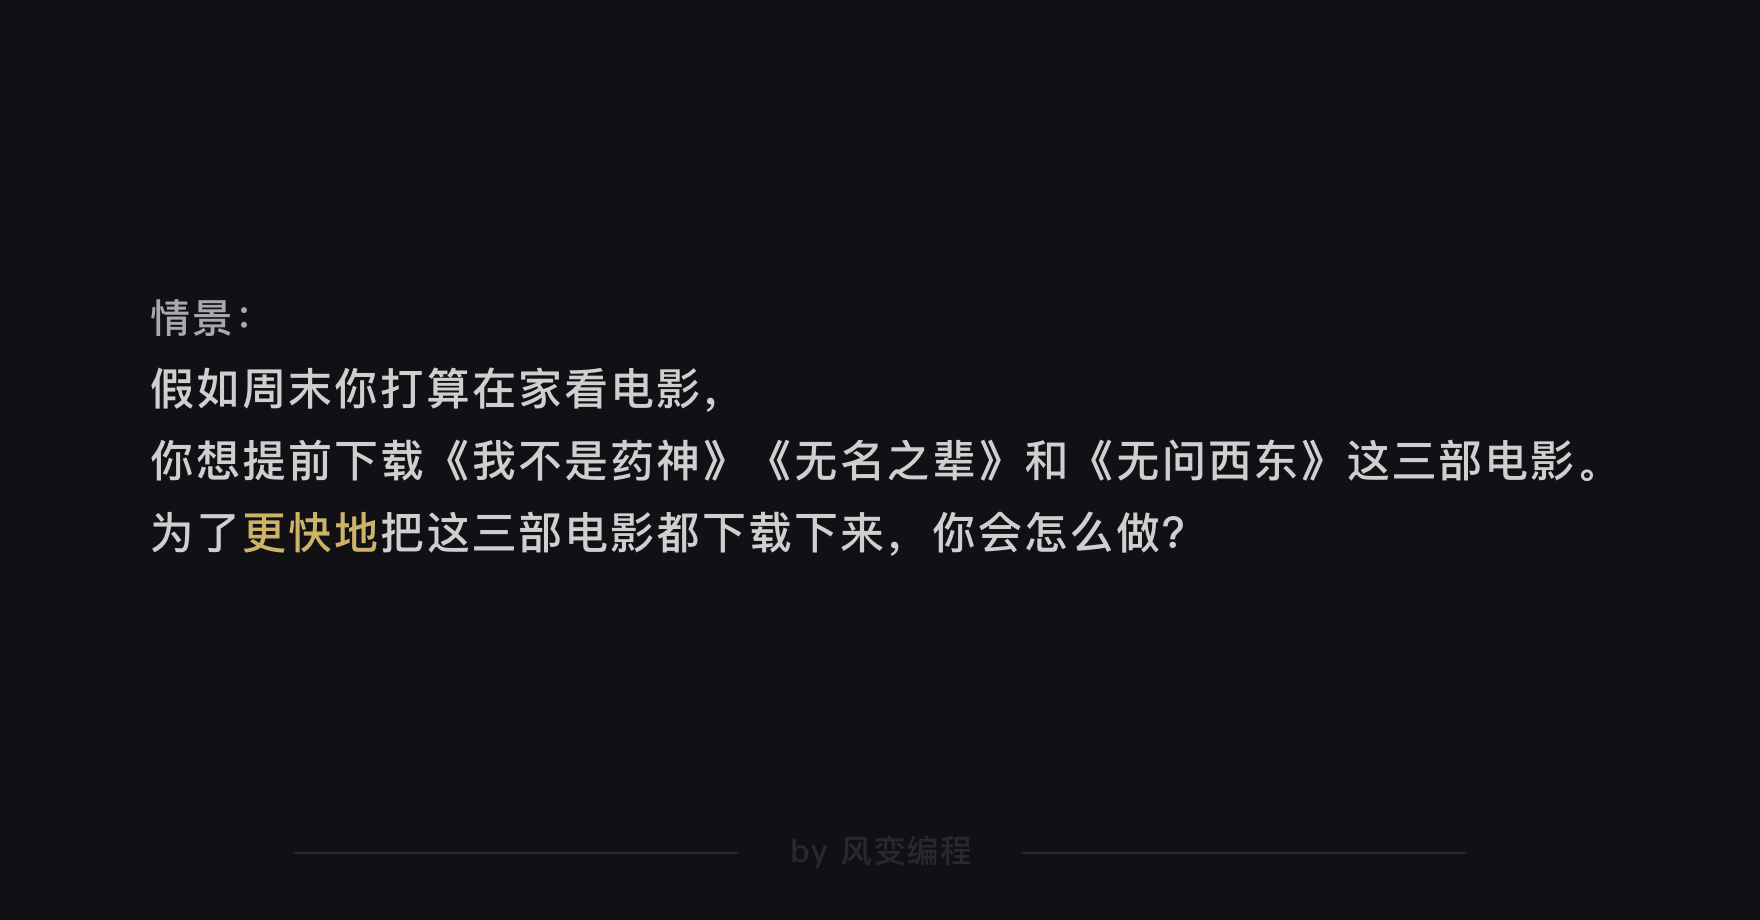 情景：
假如周末你打算在家看电影，
你想提前下载《我不是药神》《无名之辈》和《无问西东》这三部电影。
为了更快地把这三部电影都下载下来，你会怎么做？
by 风变编程